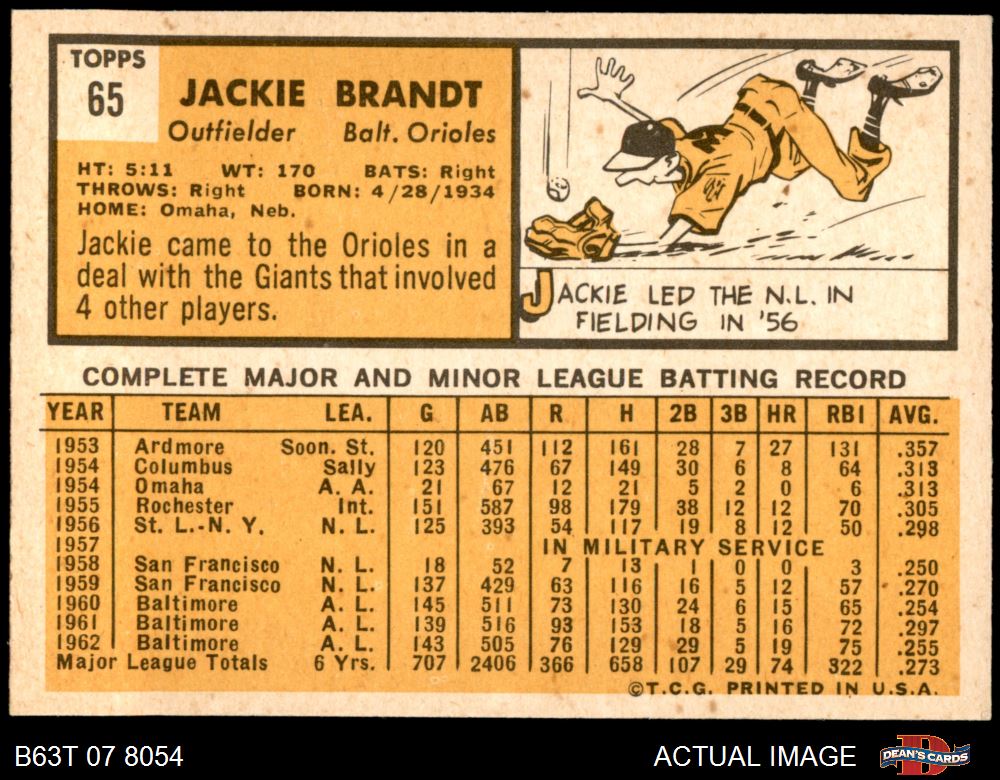 TOPPS
65
JACKIE BRANDT
Outfielder Balt. Orioles
HT: 5:11 WT: 170 BATS: Right
THROWS: Right BORN: 4/28/1934
HOME: Omaha, Neb.
Jackie came to the Orioles in a
deal with the Giants that involved
4 other players.
JACKIE LED THE N.L. IN
FIELDING IN '56
COMPLETE MAJOR AND MINOR LEAGUE BATTING RECORD
YEAR TEAM LEA. G AB R H 2B 3B HR RBI AVG.
1953 Ardmore Soon. St. 120 451 112 161 28 7 27 131 .357
1954 Columbus Sally 123 476 67 149 30 6 8 64 .313
1954 Omaha A. A. 21 67 12 21 5 2 0 6 .313
1955 Rochester Int. 151 587 98 179 38 12 12 70 .305
1956 St. L.-N. Y. N. L. 125 393 54 117 19 8 12 50 .298
1957 IN MILITARY SERVICE
1958 San Francisco N. L. 18 52 7 13 1 0 0 3 .250
1959 San Francisco N. L. 137 429 63 116 16 5 12 57 .270
1960 Baltimore A. L. 145 511 73 130 24 6 15 65 .254
1961 Baltimore A. L. 139 516 93 153 18 5 16 72 .297
1962 Baltimore A. L. 143 505 76 129 29 5 19 75 .255
Major League Totals 6 Yrs. 707 2406 366 658 107 29 74 322 .273
©T.C.G. PRINTED IN U.S.A.
B63T 07 8054 ACTUAL IMAGE DEAN'S CARDS